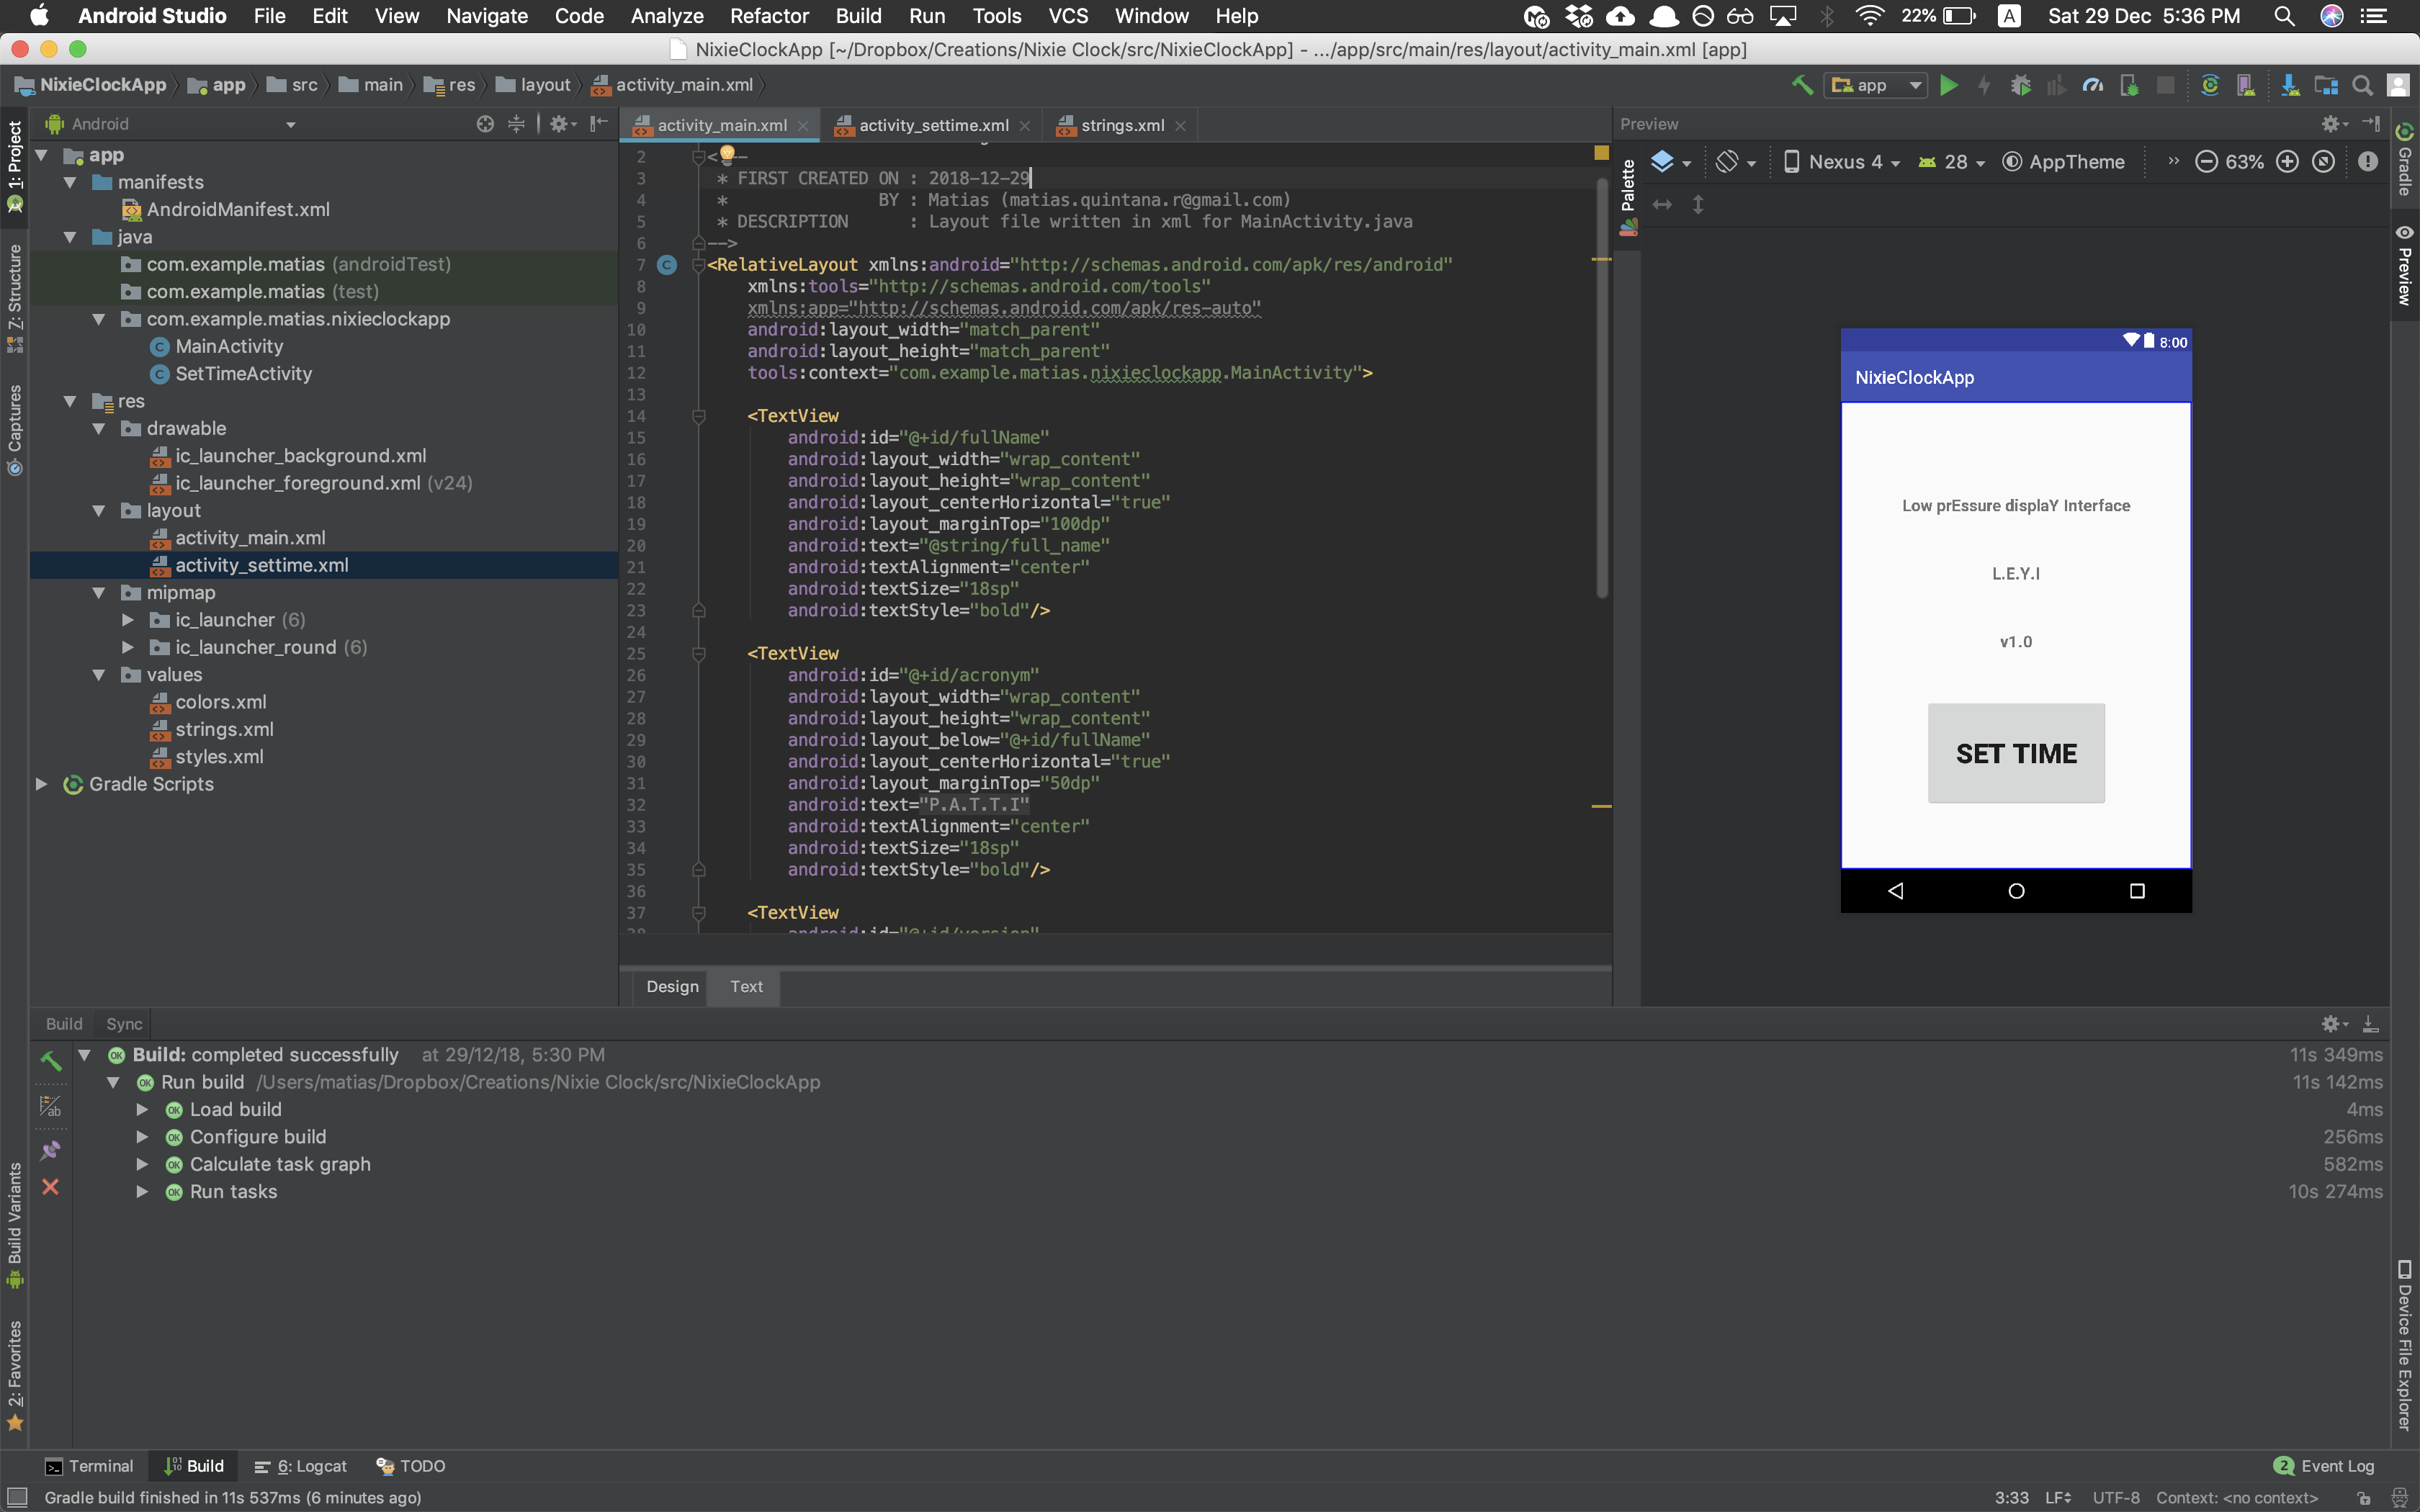 Android Studio File Edit View Navigate Code Analyze Refactor Build Run Tools VCS Window Help 22% A Sat 29 Dec 5:36 PM
NixieClockApp [~/Dropbox/Creations/Nixie Clock/src/NixieClockApp] - .../app/src/main/res/layout/activity_main.xml [app]
NixieClockApp app src main res layout activity_main.xml app
1: Project
Z: Structure
Captures
Build Variants
2: Favorites
Android
app
manifests
AndroidManifest.xml
java
com.example.matias (androidTest)
com.example.matias (test)
com.example.matias.nixieclockapp
C MainActivity
C SetTimeActivity
res
drawable
ic_launcher_background.xml
ic_launcher_foreground.xml (v24)
layout
activity_main.xml
activity_settime.xml
mipmap
ic_launcher (6)
ic_launcher_round (6)
values
colors.xml
strings.xml
styles.xml
Gradle Scripts
activity_main.xml activity_settime.xml strings.xml
2 <
3 * FIRST CREATED ON : 2018-12-29
4 * BY : Matias (matias.quintana.r@gmail.com)
5 * DESCRIPTION : Layout file written in xml for MainActivity.java
6 -->
7 C <RelativeLayout xmlns:android="http://schemas.android.com/apk/res/android"
8 xmlns:tools="http://schemas.android.com/tools"
9 xmlns:app="http://schemas.android.com/apk/res-auto"
10 android:layout_width="match_parent"
11 android:layout_height="match_parent"
12 tools:context="com.example.matias.nixieclockapp.MainActivity">
13
14 <TextView
15 android:id="@+id/fullName"
16 android:layout_width="wrap_content"
17 android:layout_height="wrap_content"
18 android:layout_centerHorizontal="true"
19 android:layout_marginTop="100dp"
20 android:text="@string/full_name"
21 android:textAlignment="center"
22 android:textSize="18sp"
23 android:textStyle="bold"/>
24
25 <TextView
26 android:id="@+id/acronym"
27 android:layout_width="wrap_content"
28 android:layout_height="wrap_content"
29 android:layout_below="@+id/fullName"
30 android:layout_centerHorizontal="true"
31 android:layout_marginTop="50dp"
32 android:text="P.A.T.T.I"
33 android:textAlignment="center"
34 android:textSize="18sp"
35 android:textStyle="bold"/>
36
37 <TextView
38 android:id="@+id/version"
Design Text
Preview
Palette
Nexus 4 28 AppTheme » 63%
8:00
NixieClockApp
Low prEssure displaY Interface
L.E.Y.I
v1.0
SET TIME
Gradle
Preview
Device File Explorer
Build Sync
OK Build: completed successfully at 29/12/18, 5:30 PM 11s 349ms
OK Run build /Users/matias/Dropbox/Creations/Nixie Clock/src/NixieClockApp 11s 142ms
OK Load build 4ms
OK Configure build 256ms
OK Calculate task graph 582ms
OK Run tasks 10s 274ms
Terminal Build 6: Logcat TODO 2 Event Log
Gradle build finished in 11s 537ms (6 minutes ago) 3:33 LF UTF-8 Context: <no context>